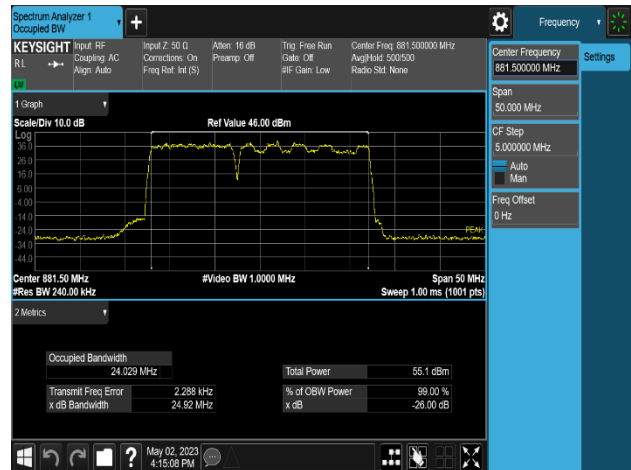 Spectrum Analyzer 1
Occupied BW
Frequency
KEYSIGHT
R L
LXI
Input: RF
Coupling: AC
Align: Auto
Input Z: 50 Ω
Corrections: On
Freq Ref: Int (S)
Atten: 16 dB
Preamp: Off
Trig: Free Run
Gate: Off
#IF Gain: Low
Center Freq: 881.500000 MHz
Avg|Hold: 500/500
Radio Std: None
Center Frequency
881.500000 MHz
Settings
Span
50.000 MHz
CF Step
5.000000 MHz
Auto
Man
Freq Offset
0 Hz
1 Graph
Scale/Div 10.0 dB
Ref Value 46.00 dBm
Log
36.0
26.0
16.0
6.00
-4.00
-14.0
-24.0
-34.0
-44.0
PEAK
Center 881.50 MHz
#Video BW 1.0000 MHz
Span 50 MHz
#Res BW 240.00 kHz
Sweep 1.00 ms (1001 pts)
2 Metrics
Occupied Bandwidth
24.029 MHz
Total Power 55.1 dBm
Transmit Freq Error 2.288 kHz
% of OBW Power 99.00 %
x dB Bandwidth 24.92 MHz
x dB -26.00 dB
?
May 02, 2023
4:15:08 PM